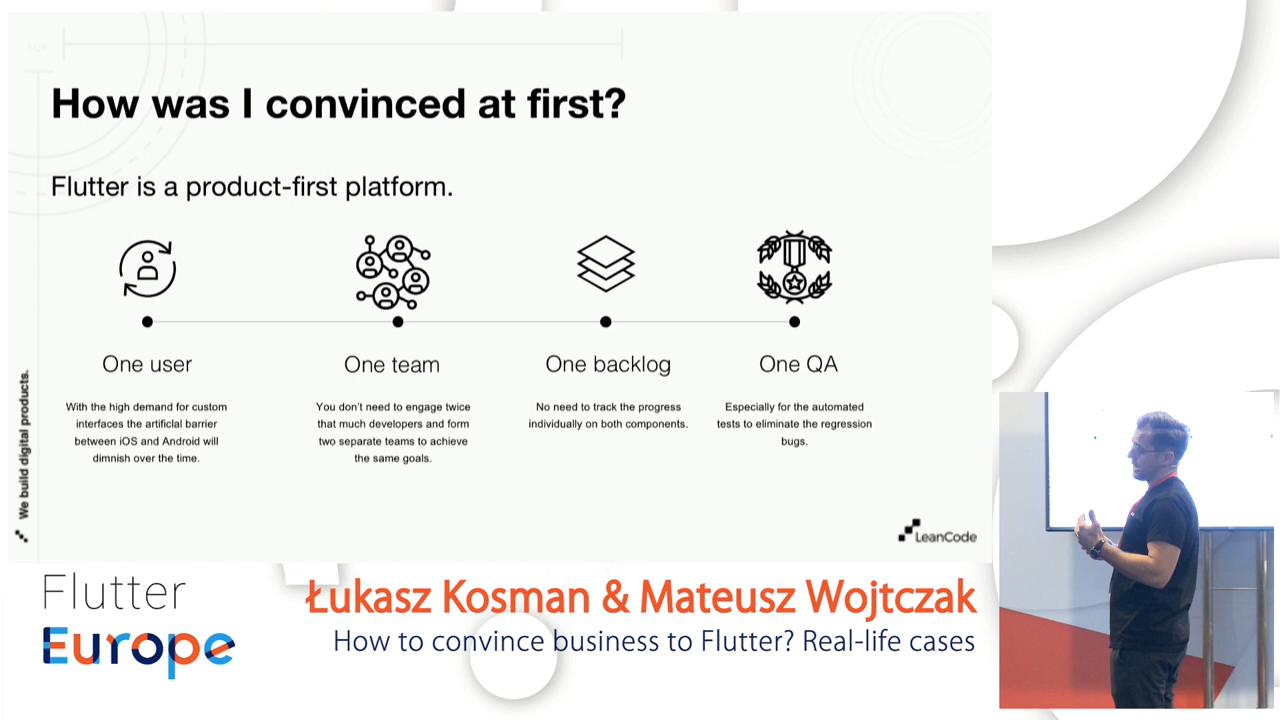 How was I convinced at first?
Flutter is a product-first platform.
One user
With the high demand for custom
interfaces the artificial barrier
between iOS and Android will
dimnish over the time.
One team
You don't need to engage twice
that much developers and form
two separate teams to achieve
the same goals.
One backlog
No need to track the progress
individually on both components.
One QA
Especially for the automated
tests to eliminate the regression
bugs.
We build digital products.
LeanCode
Flutter
Europe
Łukasz Kosman & Mateusz Wojtczak
How to convince business to Flutter? Real-life cases